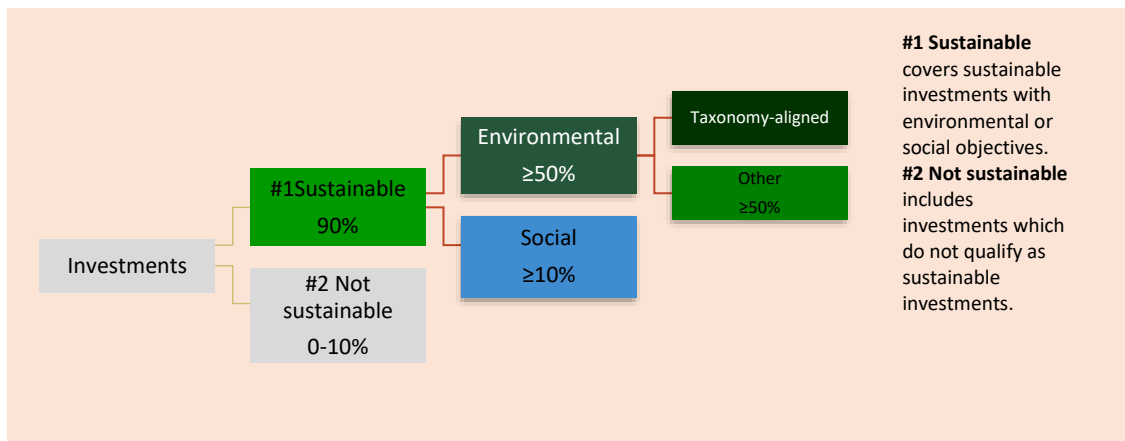 Investments
#1Sustainable
90%
#2 Not
sustainable
0-10%
Environmental
≥50%
Social
≥10%
Taxonomy-aligned
Other
≥50%
#1 Sustainable
covers sustainable
investments with
environmental or
social objectives.
#2 Not sustainable
includes
investments which
do not qualify as
sustainable
investments.